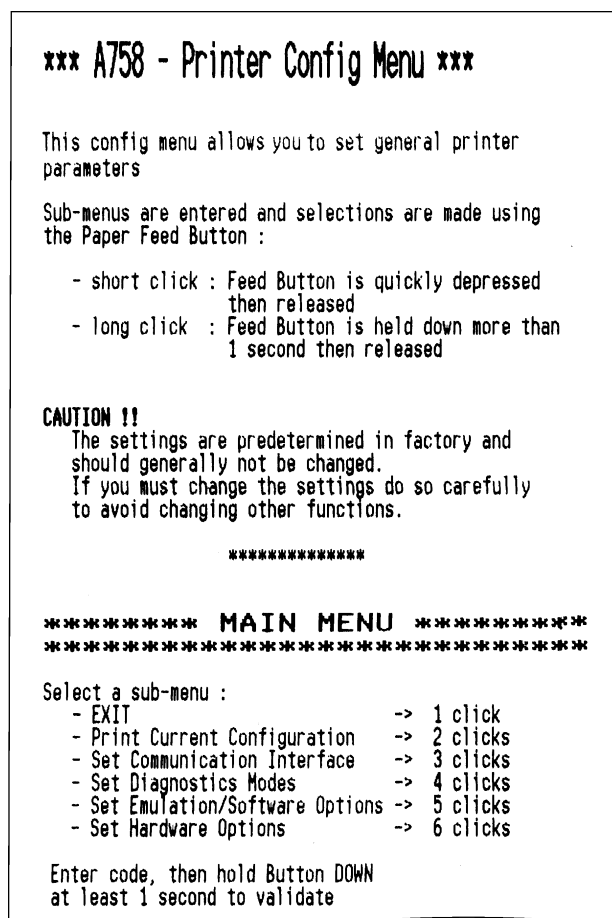 *** A758 - Printer Config Menu ***
This config menu allows you to set general printer
parameters
Sub-menus are entered and selections are made using
the Paper Feed Button :
- short click : Feed Button is quickly depressed
then released
- long click : Feed Button is held down more than
1 second then released
CAUTION !!
The settings are predetermined in factory and
should generally not be changed.
If you must change the settings do so carefully
to avoid changing other functions.
**************
******** MAIN MENU *********
****************************
Select a sub-menu :
- EXIT -> 1 click
- Print Current Configuration -> 2 clicks
- Set Communication Interface -> 3 clicks
- Set Diagnostics Modes -> 4 clicks
- Set Emulation/Software Options -> 5 clicks
- Set Hardware Options -> 6 clicks
Enter code, then hold Button DOWN
at least 1 second to validate